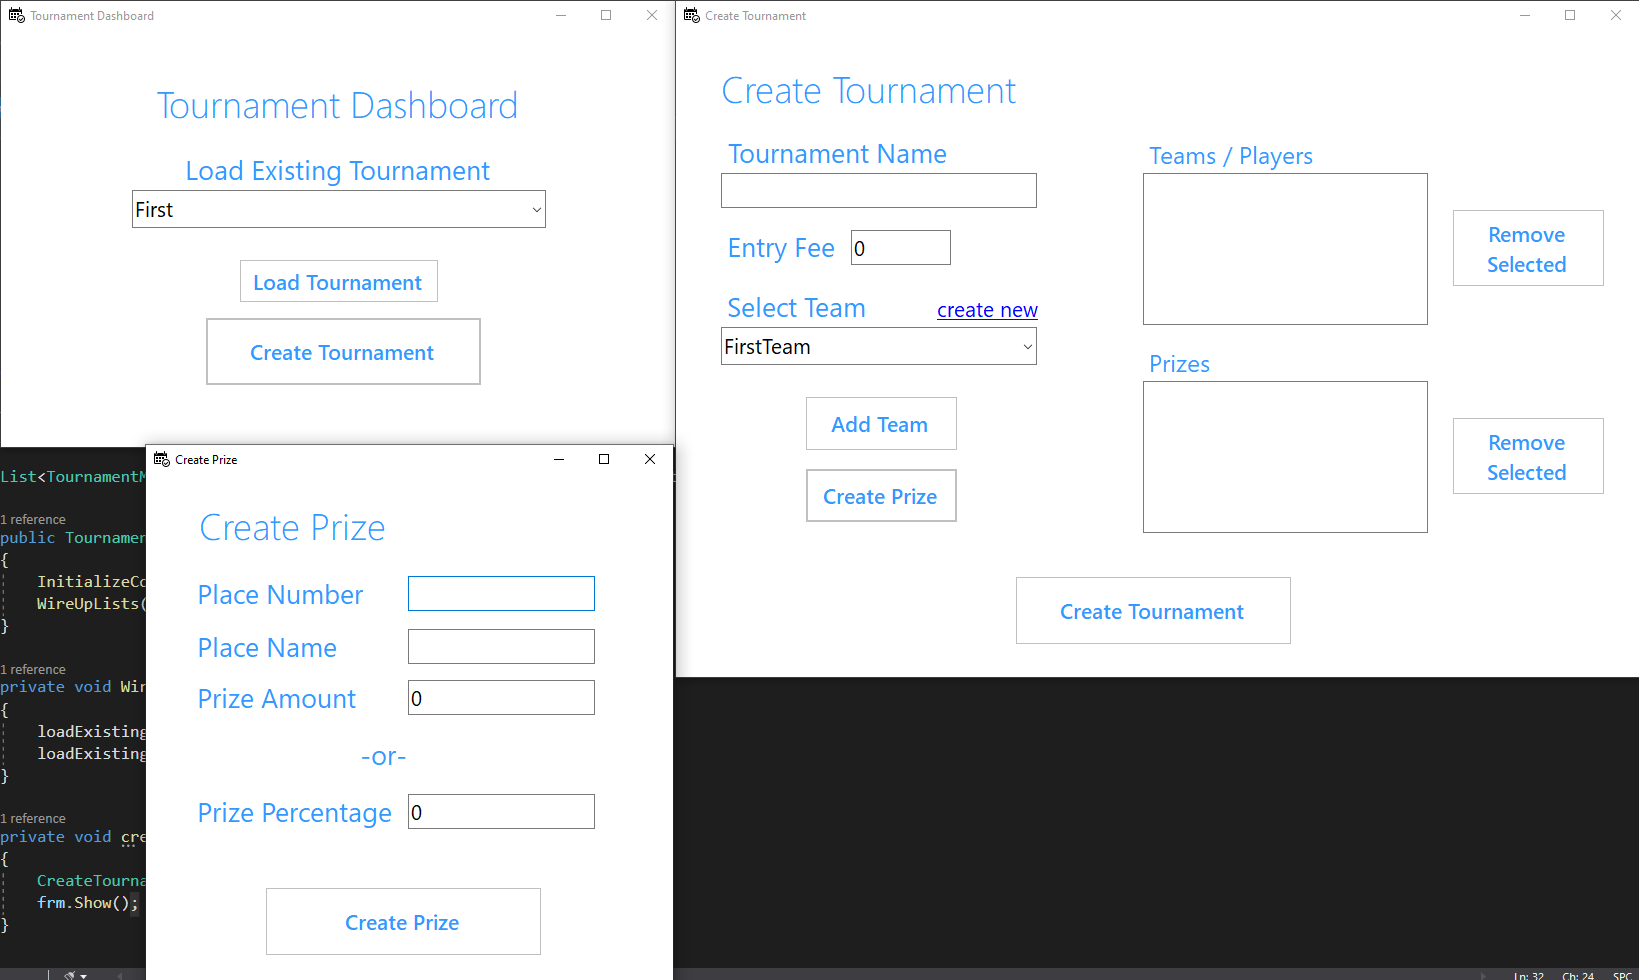 Tournament Dashboard
Tournament Dashboard
Load Existing Tournament
First
Load Tournament
Create Tournament
Create Tournament
Create Tournament
Tournament Name
Entry Fee 0
Select Team create new
FirstTeam
Add Team
Create Prize
Teams / Players
Remove
Selected
Prizes
Remove
Selected
Create Tournament
Create Prize
Create Prize
Place Number
Place Name
Prize Amount 0
-or-
Prize Percentage 0
Create Prize
List<TournamentM
1 reference
public Tournamen
{
InitializeCo
WireUpLists(
}
1 reference
private void Wir
{
loadExisting
loadExisting
}
1 reference
private void cre
{
CreateTourna
frm.Show();
}
Ln: 32 Ch: 24 SPC